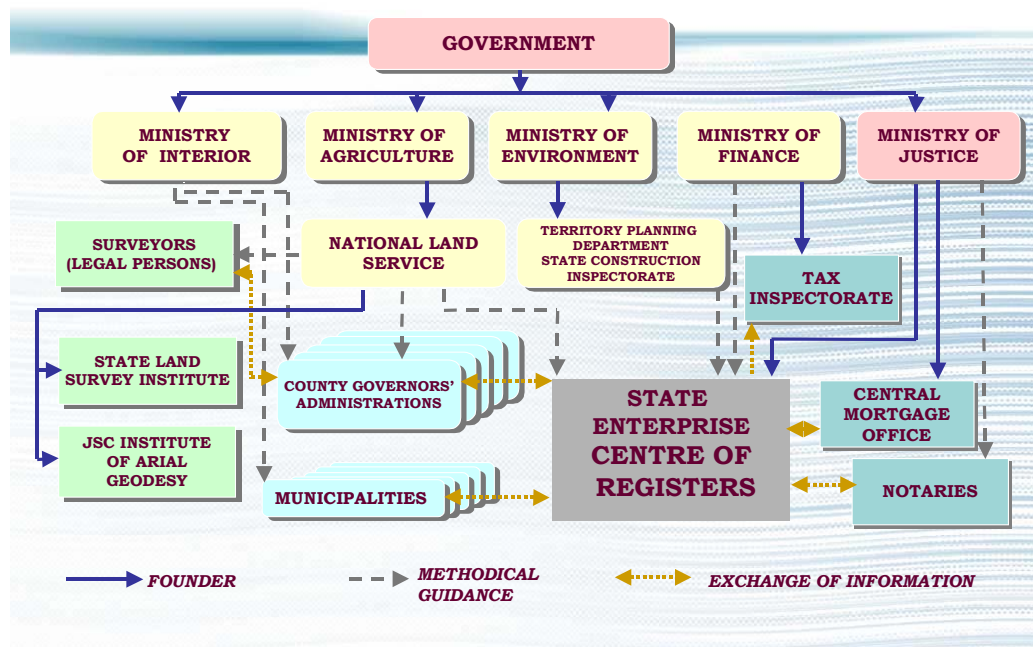 GOVERNMENT
MINISTRY
OF INTERIOR
MINISTRY OF
AGRICULTURE
MINISTRY OF
ENVIRONMENT
MINISTRY OF
FINANCE
MINISTRY OF
JUSTICE
SURVEYORS
(LEGAL PERSONS)
NATIONAL LAND
SERVICE
TERRITORY PLANNING
DEPARTMENT
STATE CONSTRUCTION
INSPECTORATE
TAX
INSPECTORATE
STATE LAND
SURVEY INSTITUTE
COUNTY GOVERNORS'
ADMINISTRATIONS
STATE
ENTERPRISE
CENTRE OF
REGISTERS
CENTRAL
MORTGAGE
OFFICE
JSC INSTITUTE
OF ARIAL
GEODESY
MUNICIPALITIES
NOTARIES
FOUNDER
METHODICAL
GUIDANCE
EXCHANGE OF INFORMATION